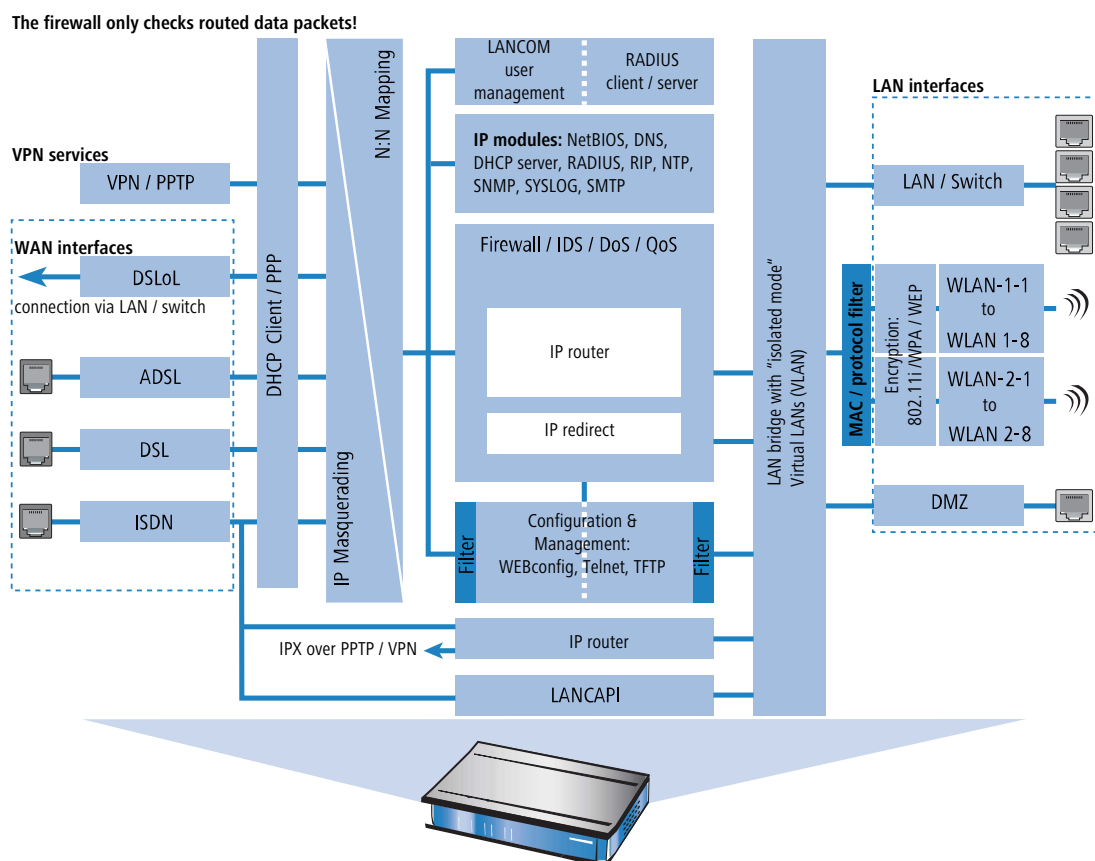 The firewall only checks routed data packets!
LANCOM
user
management
RADIUS
client / server
N:N Mapping
IP Masquerading
DHCP Client / PPP
LAN interfaces
VPN services
VPN / PPTP
IP modules: NetBIOS, DNS,
DHCP server, RADIUS, RIP, NTP,
SNMP, SYSLOG, SMTP
LAN / Switch
WAN interfaces
DSLoL
connection via LAN / switch
ADSL
DSL
ISDN
Firewall / IDS / DoS / QoS
IP router
IP redirect
LAN bridge with "isolated mode“
Virtual LANs (VLAN)
MAC / protocol filter
Encryption:
802.11i /WPA / WEP
WLAN-1-1
to
WLAN 1-8
WLAN-2-1
to
WLAN 2-8
DMZ
Filter
Configuration &
Management:
WEBconfig, Telnet, TFTP
Filter
IPX over PPTP / VPN
IP router
LANCAPI